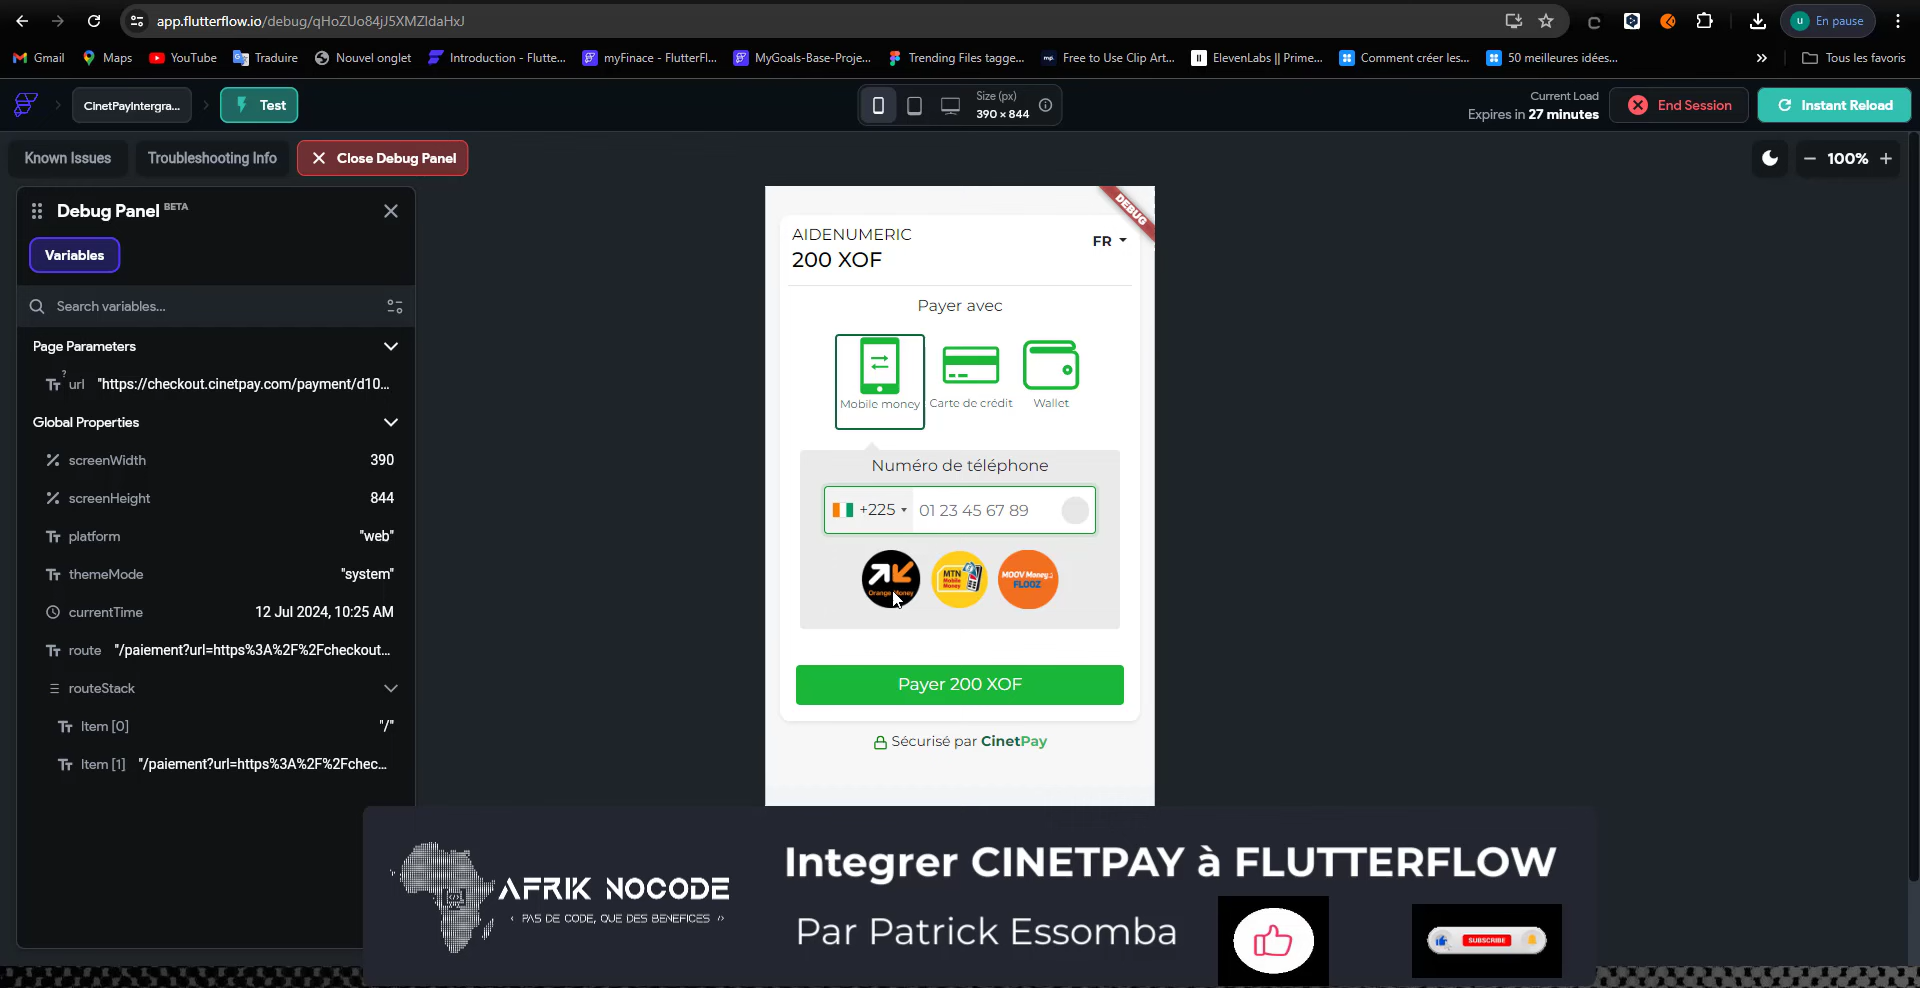 app.flutterflow.io/debug/qHoZUo84jJ5XMZldaHxJ
En pause
Gmail
Maps
YouTube
Traduire
Nouvel onglet
Introduction - Flutte...
myFinace - FlutterFl...
MyGoals-Base-Proje...
Trending Files tagge...
Free to Use Clip Art...
ElevenLabs || Prime...
Comment créer les...
50 meilleures idées...
Tous les favoris
CinetPayIntergra...
Test
Size (px)
390 × 844
Current Load
Expires in 27 minutes
End Session
Instant Reload
Known Issues
Troubleshooting Info
Close Debug Panel
100%
Debug Panel BETA
Variables
Search variables...
Page Parameters
url "https://checkout.cinetpay.com/payment/d10...
Global Properties
screenWidth 390
screenHeight 844
platform "web"
themeMode "system"
currentTime 12 Jul 2024, 10:25 AM
route "/paiement?url=https%3A%2F%2Fcheckout...
routeStack
Item [0] "/"
Item [1] "/paiement?url=https%3A%2F%2Fchec...
DEBUG
AIDENUMERIC
FR
200 XOF
Payer avec
Mobile money
Carte de crédit
Wallet
Numéro de téléphone
+225
01 23 45 67 89
Orange Money
MTN
Mobile
Money
MOOV Money
FLOOZ
Payer 200 XOF
Sécurisé par CinetPay
AFRIK NOCODE
‹ PAS DE CODE, QUE DES BENEFICES />
Integrer CINETPAY à FLUTTERFLOW
Par Patrick Essomba
SUBSCRIBE